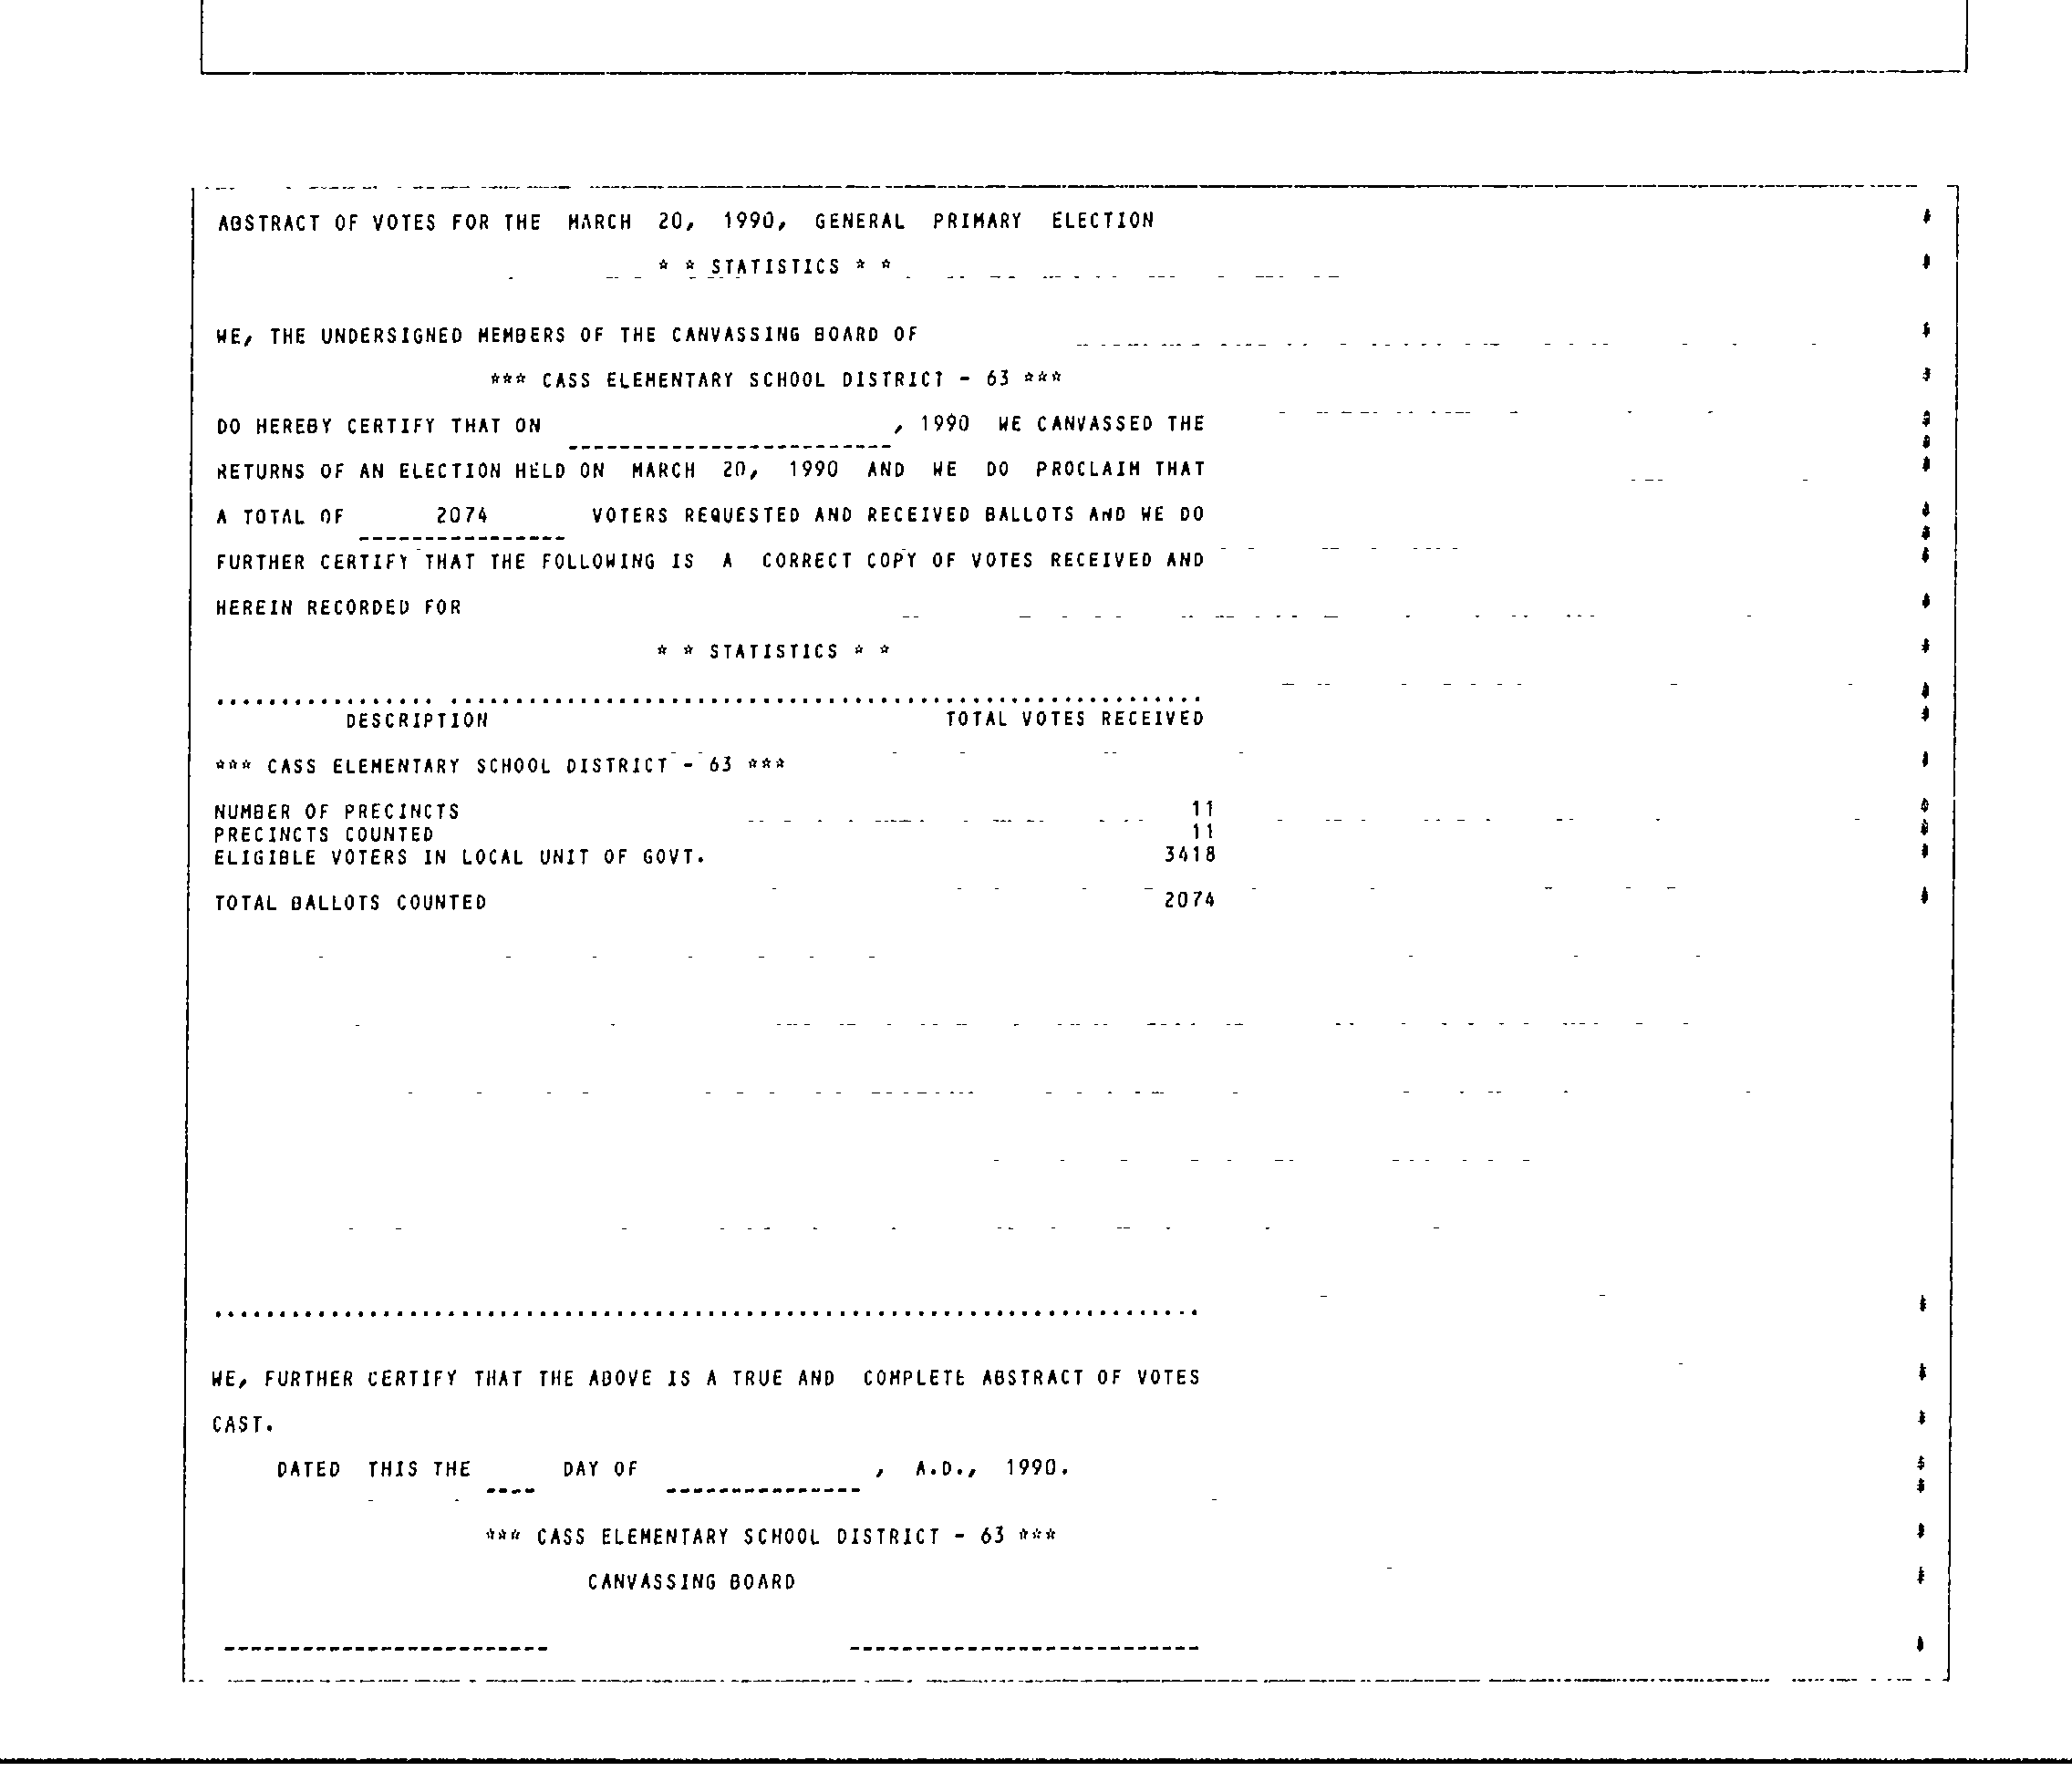 ABSTRACT OF VOTES FOR THE MARCH 20, 1990, GENERAL PRIMARY ELECTION
* * STATISTICS * *
WE, THE UNDERSIGNED MEMBERS OF THE CANVASSING BOARD OF
*** CASS ELEMENTARY SCHOOL DISTRICT - 63 ***
DO HEREBY CERTIFY THAT ON _________________________, 1990 WE CANVASSED THE
RETURNS OF AN ELECTION HELD ON MARCH 20, 1990 AND WE DO PROCLAIM THAT
A TOTAL OF 2074 VOTERS REQUESTED AND RECEIVED BALLOTS AND WE DO
FURTHER CERTIFY THAT THE FOLLOWING IS A CORRECT COPY OF VOTES RECEIVED AND
HEREIN RECORDED FOR
* * STATISTICS * *
DESCRIPTION TOTAL VOTES RECEIVED
*** CASS ELEMENTARY SCHOOL DISTRICT - 63 ***
NUMBER OF PRECINCTS 11
PRECINCTS COUNTED 11
ELIGIBLE VOTERS IN LOCAL UNIT OF GOVT. 3418
TOTAL BALLOTS COUNTED 2074
WE, FURTHER CERTIFY THAT THE ABOVE IS A TRUE AND COMPLETE ABSTRACT OF VOTES
CAST.
DATED THIS THE ____ DAY OF _______________, A.D., 1990.
*** CASS ELEMENTARY SCHOOL DISTRICT - 63 ***
CANVASSING BOARD